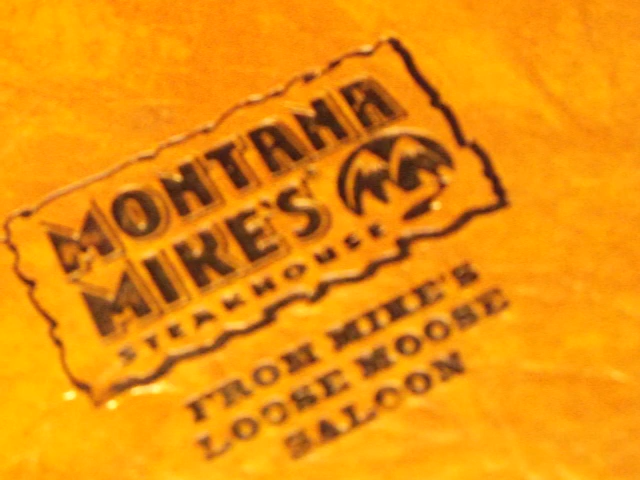 MONTANA
MIKE'S
STEAKHOUSE
FROM MIKE'S
LOOSE MOOSE
SALOON